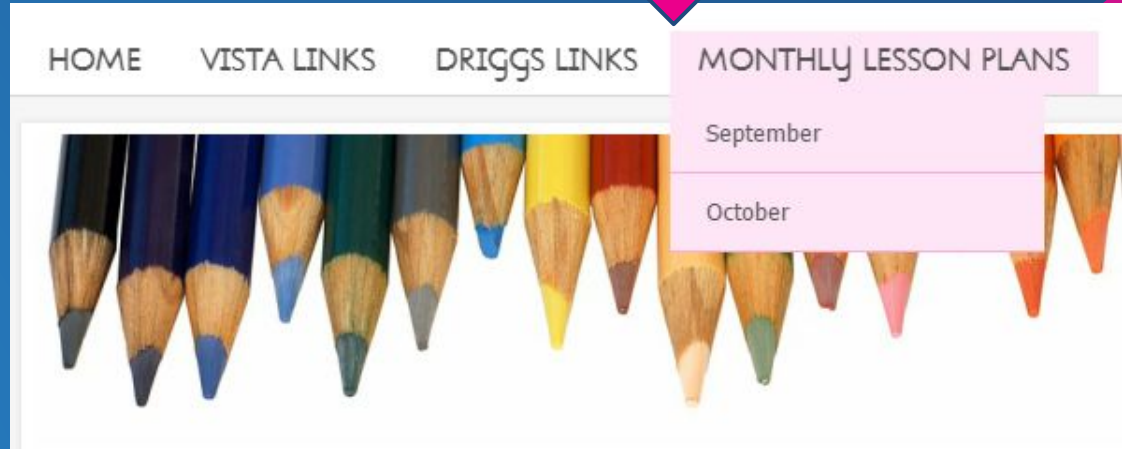 HOME VISTA LINKS DRIGGS LINKS MONTHLY LESSON PLANS
September
October